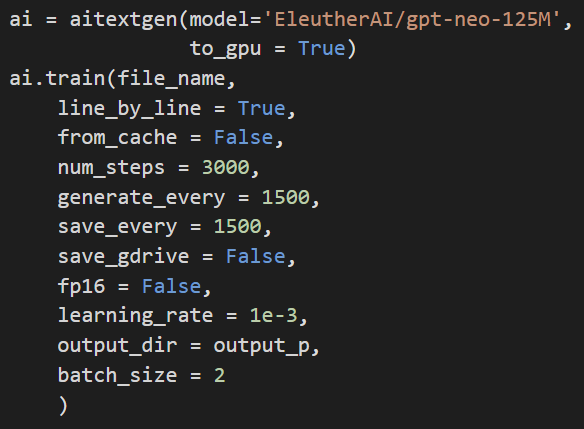 ai = aitextgen(model='EleutherAI/gpt-neo-125M',
               to_gpu = True)
ai.train(file_name,
    line_by_line = True,
    from_cache = False,
    num_steps = 3000,
    generate_every = 1500,
    save_every = 1500,
    save_gdrive = False,
    fp16 = False,
    learning_rate = 1e-3,
    output_dir = output_p,
    batch_size = 2
    )